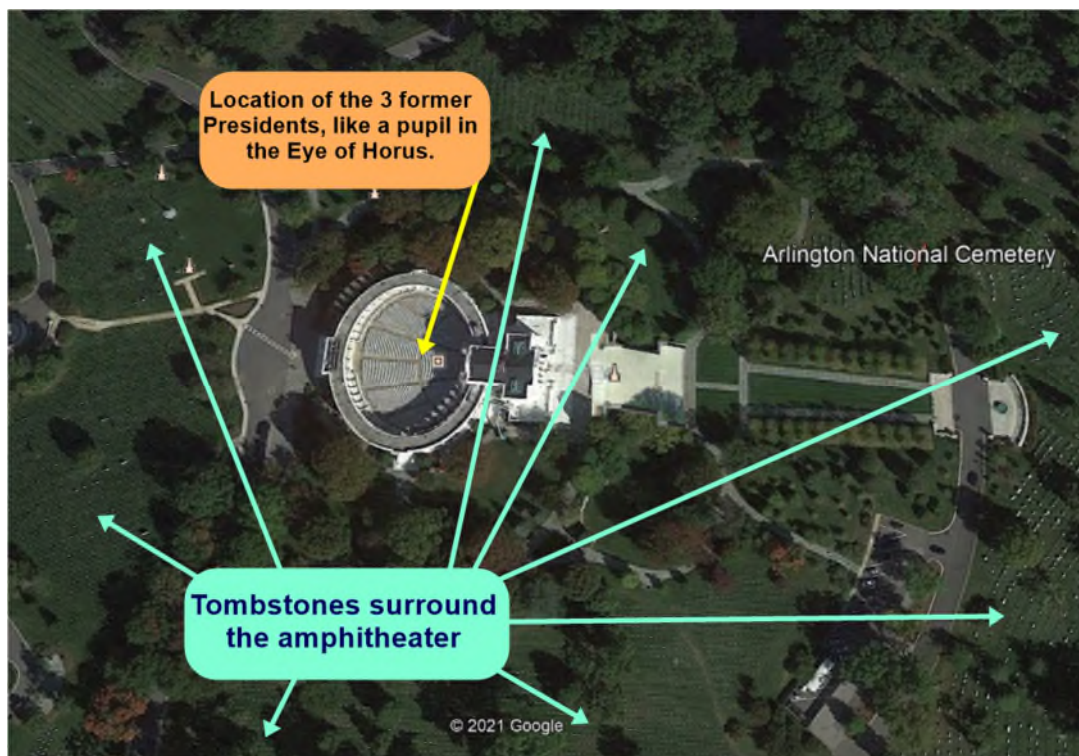 Location of the 3 former
Presidents, like a pupil in
the Eye of Horus.
Arlington National Cemetery
Tombstones surround
the amphitheater
© 2021 Google